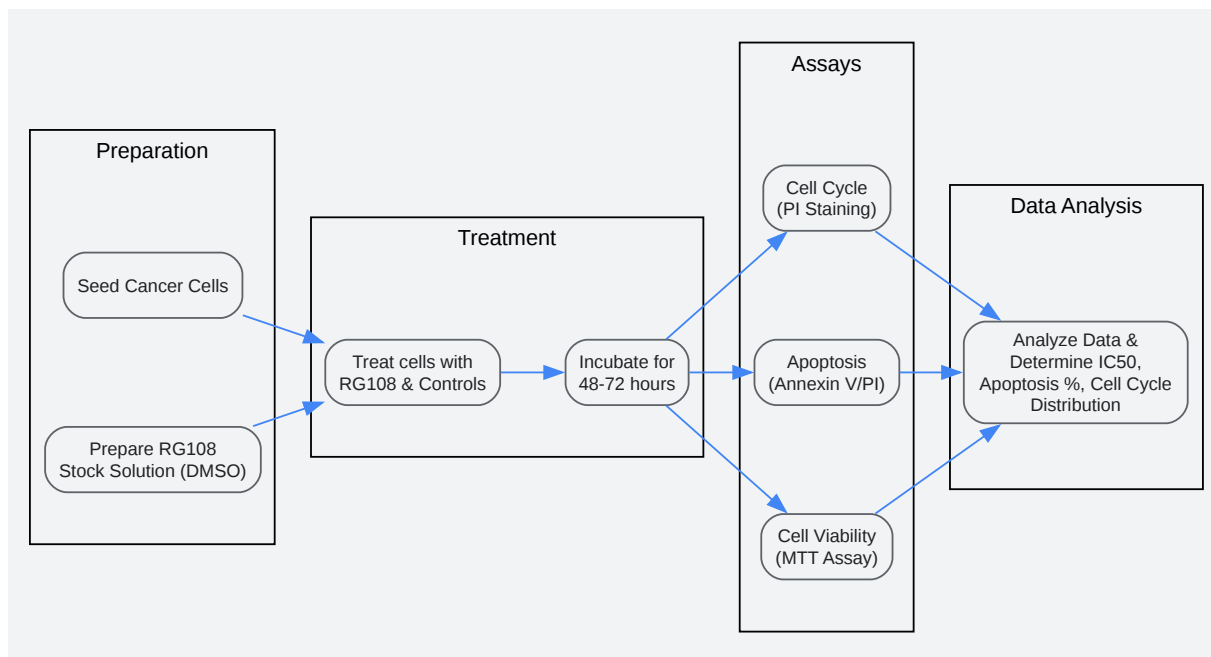 Preparation
Seed Cancer Cells
Prepare RG108
Stock Solution (DMSO)
Treatment
Treat cells with
RG108 & Controls
Incubate for
48-72 hours
Assays
Cell Cycle
(PI Staining)
Apoptosis
(Annexin V/PI)
Cell Viability
(MTT Assay)
Data Analysis
Analyze Data &
Determine IC50,
Apoptosis %, Cell Cycle
Distribution